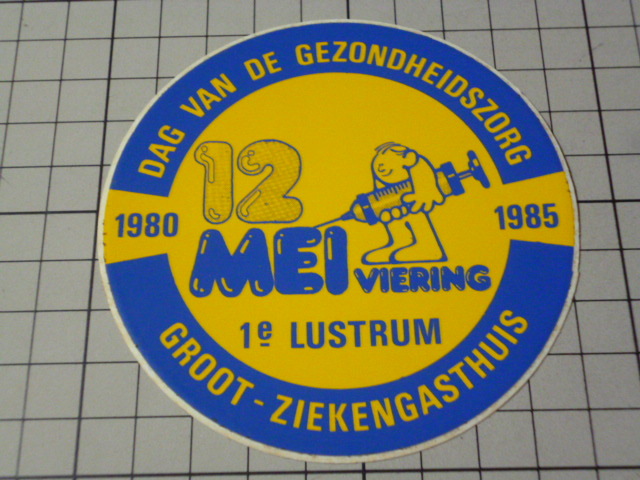 DAG VAN DE GEZONDHEIDSZORG
12
MEI VIERING
1980
1985
1e LUSTRUM
GROOT - ZIEKENGASTHUIS